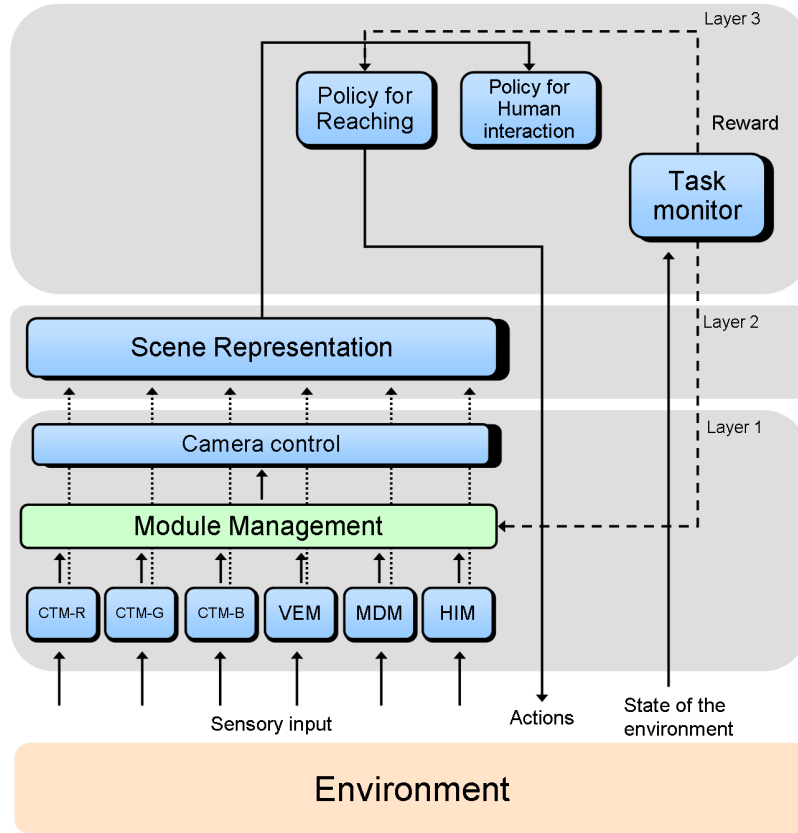 Layer 3
Policy for
Reaching
Policy for
Human
interaction
Reward
Task
monitor
Layer 2
Scene Representation
Layer 1
Camera control
Module Management
CTM-R
CTM-G
CTM-B
VEM
MDM
HIM
Sensory input
Actions
State of the
environment
Environment